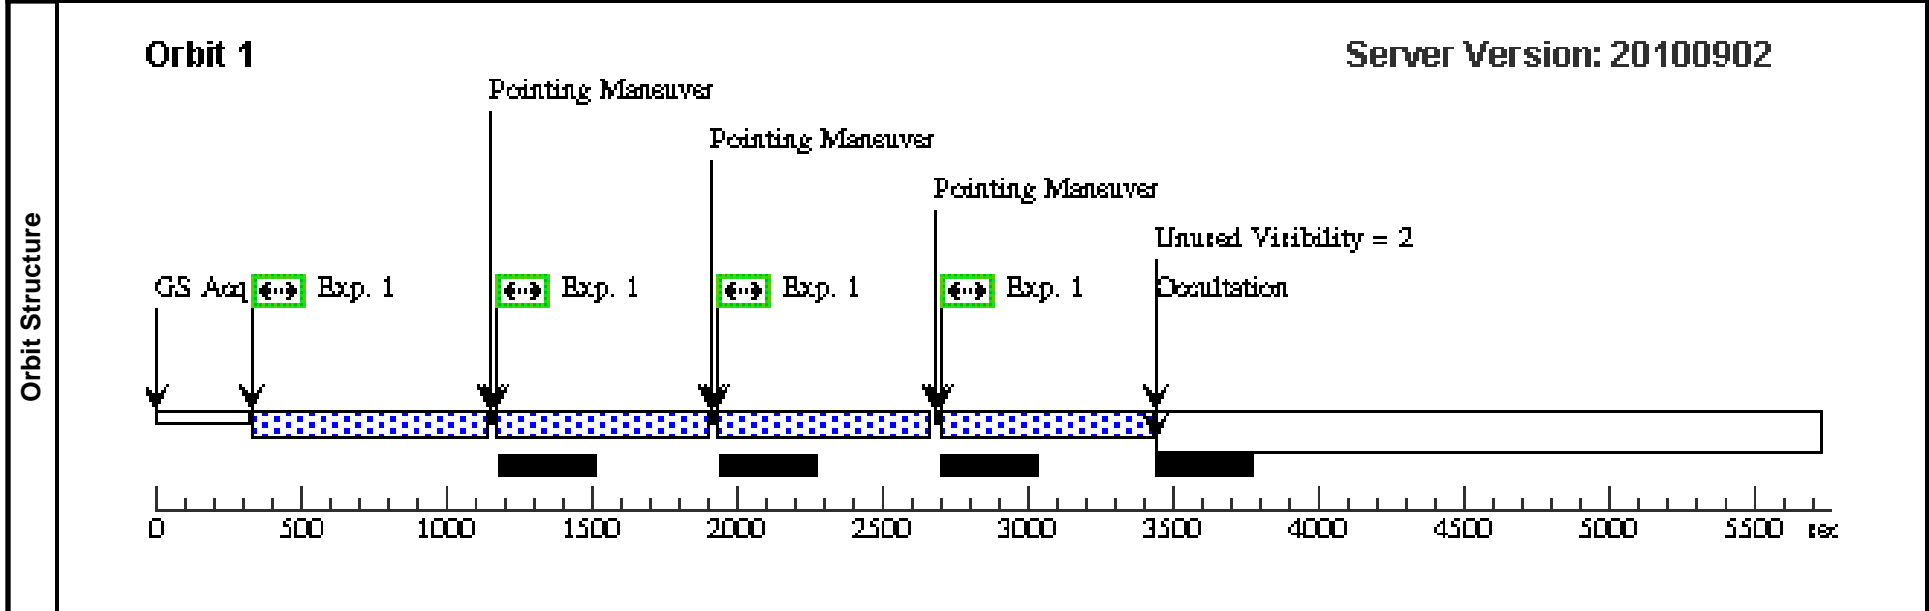 Orbit Structure
Orbit 1
Server Version: 20100902
Pointing Maneuver
Pointing Maneuver
Pointing Maneuver
Unused Visibility = 2
GS Acq
Exp. 1
Exp. 1
Exp. 1
Exp. 1
Occultation
0 500 1000 1500 2000 2500 3000 3500 4000 4500 5000 5500 sec